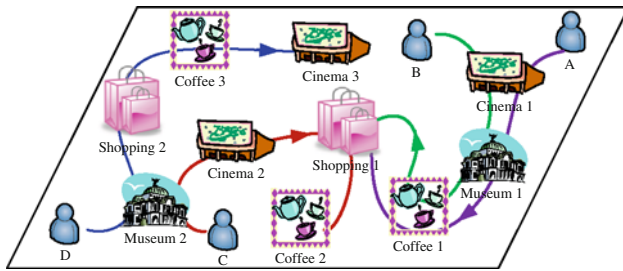 B
A
Coffee 3
Cinema 3
Cinema 1
Shopping 2
Shopping 1
Cinema 2
Museum 1
Museum 2
D
C
Coffee 2
Coffee 1